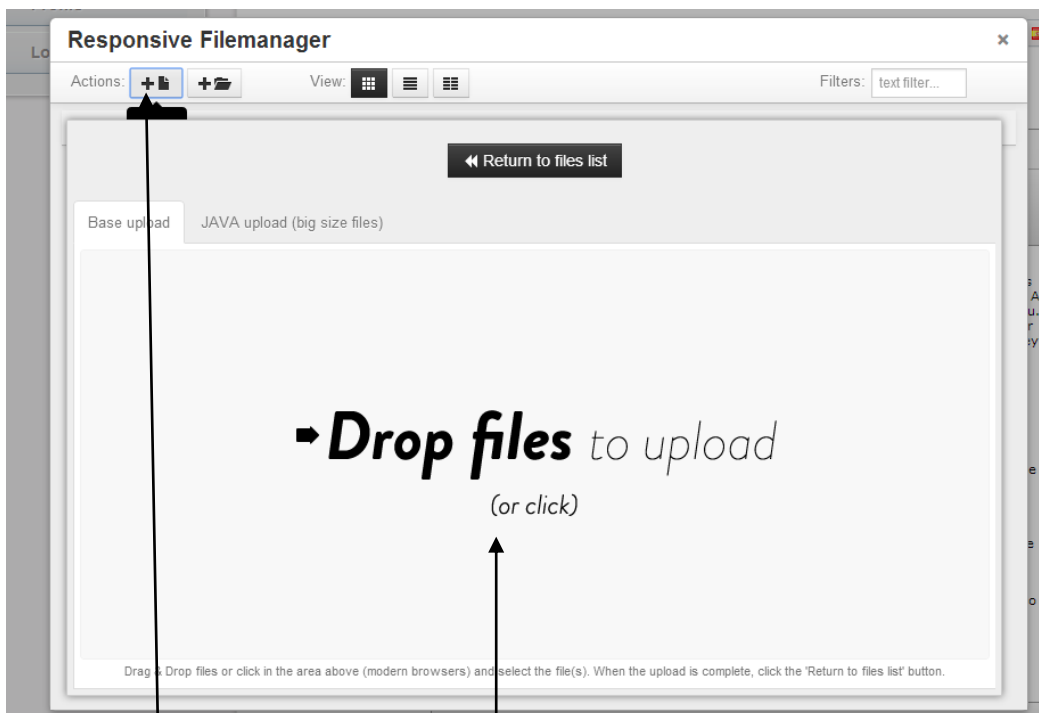 Responsive Filemanager
×
Actions:
View:
Filters: text filter...
Return to files list
Base upload
JAVA upload (big size files)
Drop files to upload
(or click)
Drag & Drop files or click in the area above (modern browsers) and select the file(s). When the upload is complete, click the 'Return to files list' button.